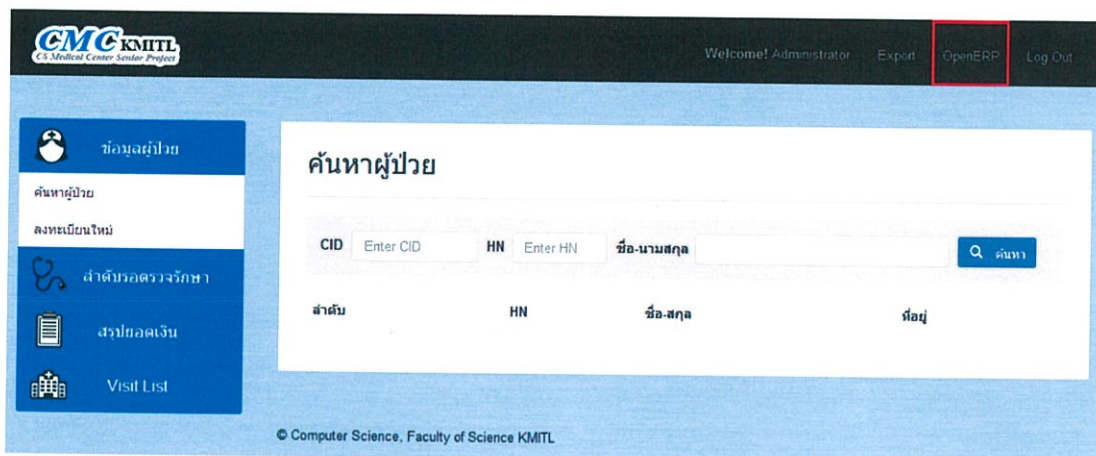 CMC KMITL
CS Medical Center Senior Project
Welcome! Administrator Export OpenERP Log Out
ข้อมูลผู้ป่วย
ค้นหาผู้ป่วย
ลงทะเบียนใหม่
ลำดับรอตรวจรักษา
สรุปยอดเงิน
Visit List
ค้นหาผู้ป่วย
CID Enter CID HN Enter HN ชื่อ-นามสกุล ค้นหา
ลำดับ HN ชื่อ-สกุล ที่อยู่
© Computer Science, Faculty of Science KMITL